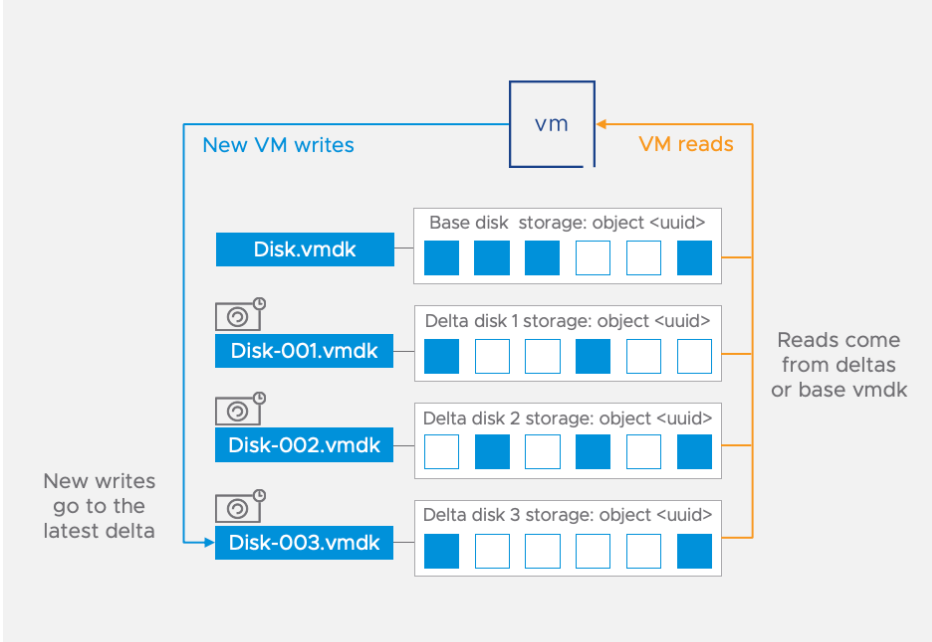 vm
New VM writes
VM reads
Base disk storage: object <uuid>
Disk.vmdk
Delta disk 1 storage: object <uuid>
Disk-001.vmdk
Reads come
from deltas
or base vmdk
Delta disk 2 storage: object <uuid>
Disk-002.vmdk
New writes
go to the
latest delta
Delta disk 3 storage: object <uuid>
Disk-003.vmdk